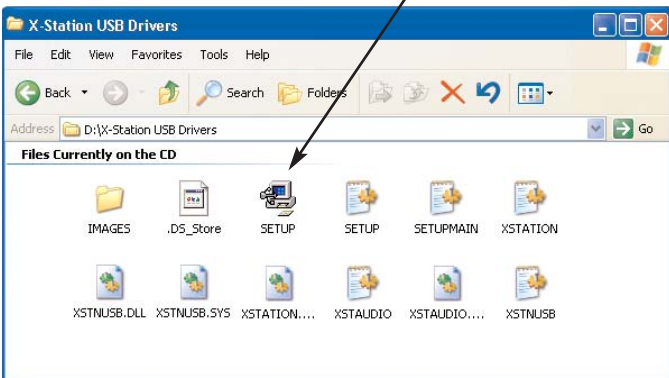 X-Station USB Drivers
File Edit View Favorites Tools Help
Back Search Folders
Address D:\X-Station USB Drivers Go
Files Currently on the CD
IMAGES .DS_Store SETUP SETUP SETUPMAIN XSTATION
XSTNUSB.DLL XSTNUSB.SYS XSTATION.... XSTAUDIO XSTAUDIO.... XSTNUSB